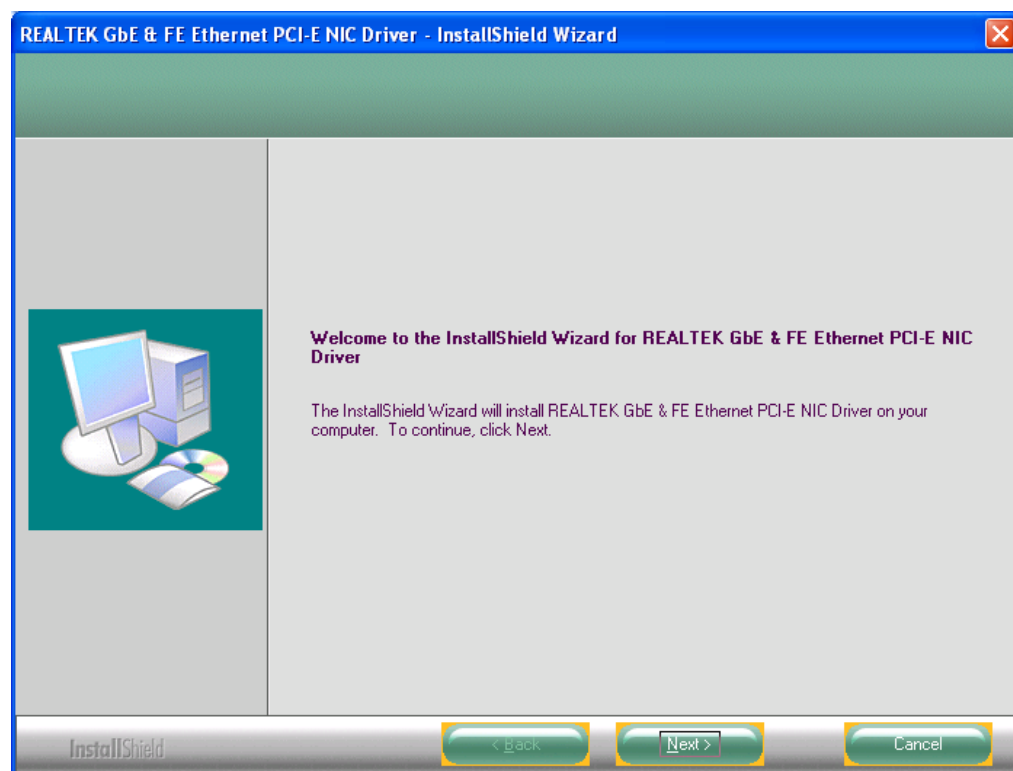 REALTEK GbE & FE Ethernet PCI-E NIC Driver - InstallShield Wizard
Welcome to the InstallShield Wizard for REALTEK GbE & FE Ethernet PCI-E NIC
Driver
The InstallShield Wizard will install REALTEK GbE & FE Ethernet PCI-E NIC Driver on your
computer. To continue, click Next.
InstallShield
< Back
Next >
Cancel